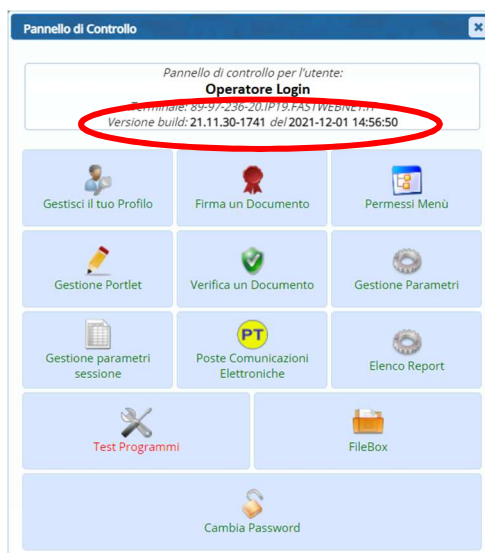 Pannello di Controllo
Pannello di controllo per l'utente:
Operatore Login
Terminale: 89-97-236-20.IP19.FASTWEBNET.IT
Versione build: 21.11.30-1741 del 2021-12-01 14:56:50
Gestisci il tuo Profilo
Firma un Documento
Permessi Menù
Gestione Portlet
Verifica un Documento
Gestione Parametri
Gestione parametri
sessione
PT
Poste Comunicazioni
Elettroniche
Elenco Report
Test Programmi
FileBox
Cambia Password